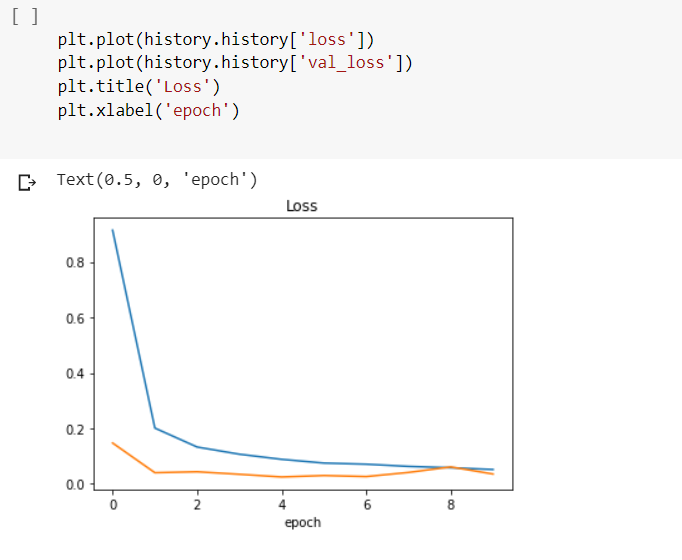 [ ]
plt.plot(history.history['loss'])
plt.plot(history.history['val_loss'])
plt.title('Loss')
plt.xlabel('epoch')
Text(0.5, 0, 'epoch')
Loss
0.8
0.6
0.4
0.2
0.0
0 2 4 6 8
epoch